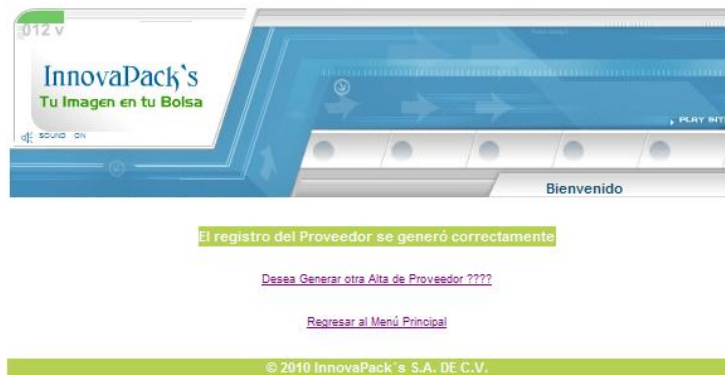 012 v
InnovaPack's
Tu Imagen en tu Bolsa
SOUND ON
PLAY INT
Bienvenido
El registro del Proveedor se generó correctamente
Desea Generar otra Alta de Proveedor ????
Regresar al Menú Principal
© 2010 InnovaPack´s S.A. DE C.V.